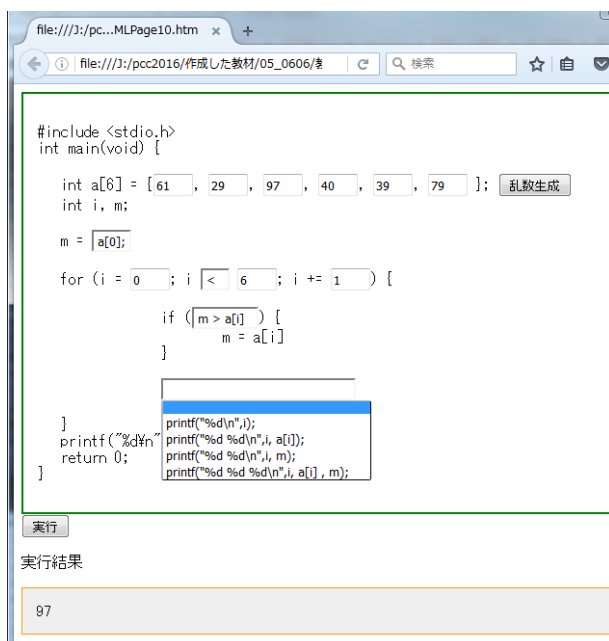 file:///J:/pc...MLPage10.htm × +
file:///J:/pcc2016/作成した教材/05_0606/ 検索
#include <stdio.h>
int main(void) {
int a[6] = [61 , 29 , 97 , 40 , 39 , 79 ]; 乱数生成
int i, m;
m = a[0];
for (i = 0 ; i < 6 ; i += 1 ) {
if ( m > a[i] ) {
m = a[i]
}
printf("%d\n",i);
} printf("%d %d\n",i, a[i]);
printf("%d¥n" printf("%d %d\n",i, m);
return 0; printf("%d %d %d\n",i, a[i] , m);
}
実行
実行結果
97